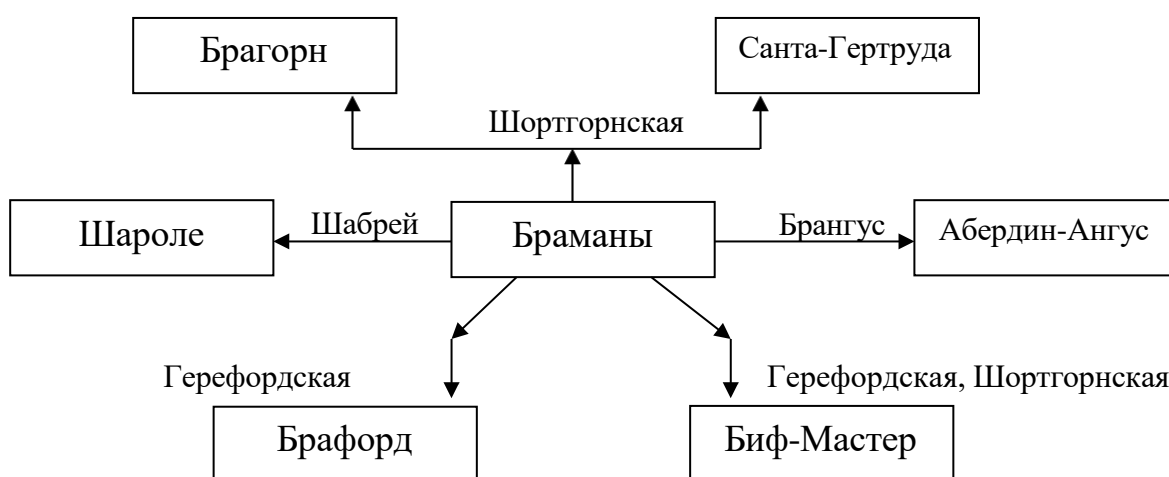 Брагорн
Санта-Гертруда
Шортгорнская
Шароле
Шабрей
Браманы
Брангус
Абердин-Ангус
Герефордская
Герефордская, Шортгорнская
Брафорд
Биф-Мастер